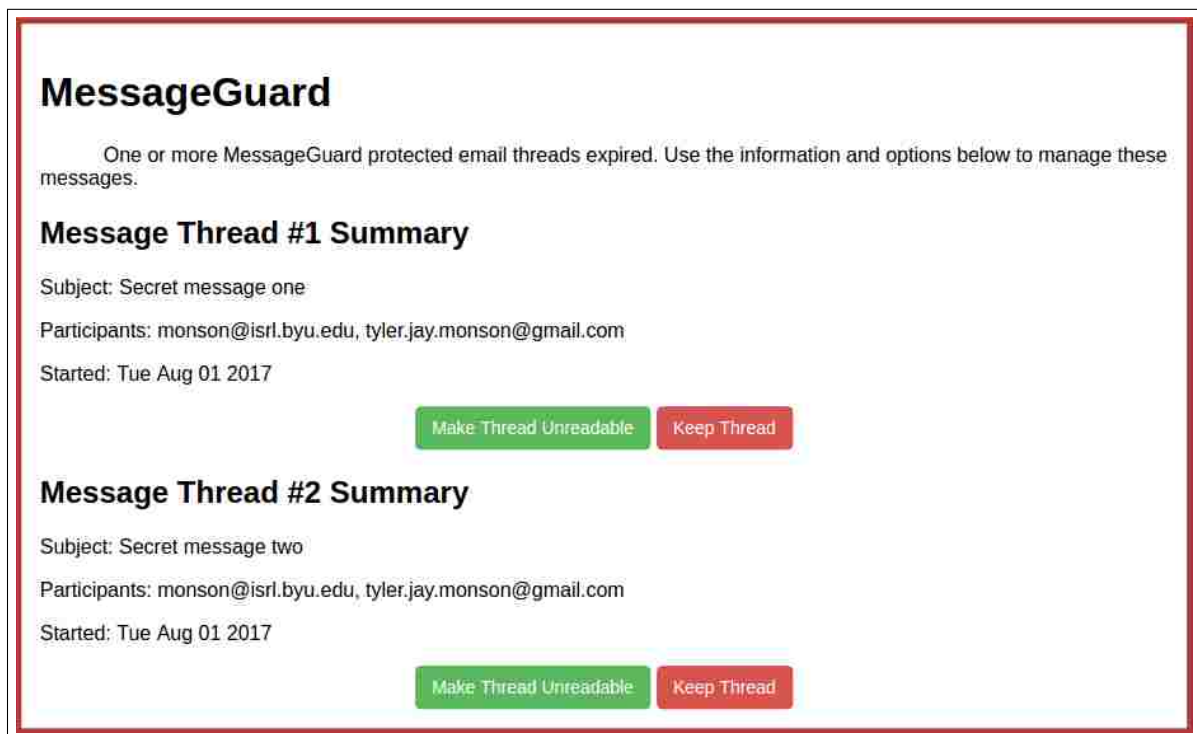 MessageGuard
One or more MessageGuard protected email threads expired. Use the information and options below to manage these
messages.
Message Thread #1 Summary
Subject: Secret message one
Participants: monson@isrl.byu.edu, tyler.jay.monson@gmail.com
Started: Tue Aug 01 2017
Make Thread Unreadable Keep Thread
Message Thread #2 Summary
Subject: Secret message two
Participants: monson@isrl.byu.edu, tyler.jay.monson@gmail.com
Started: Tue Aug 01 2017
Make Thread Unreadable Keep Thread